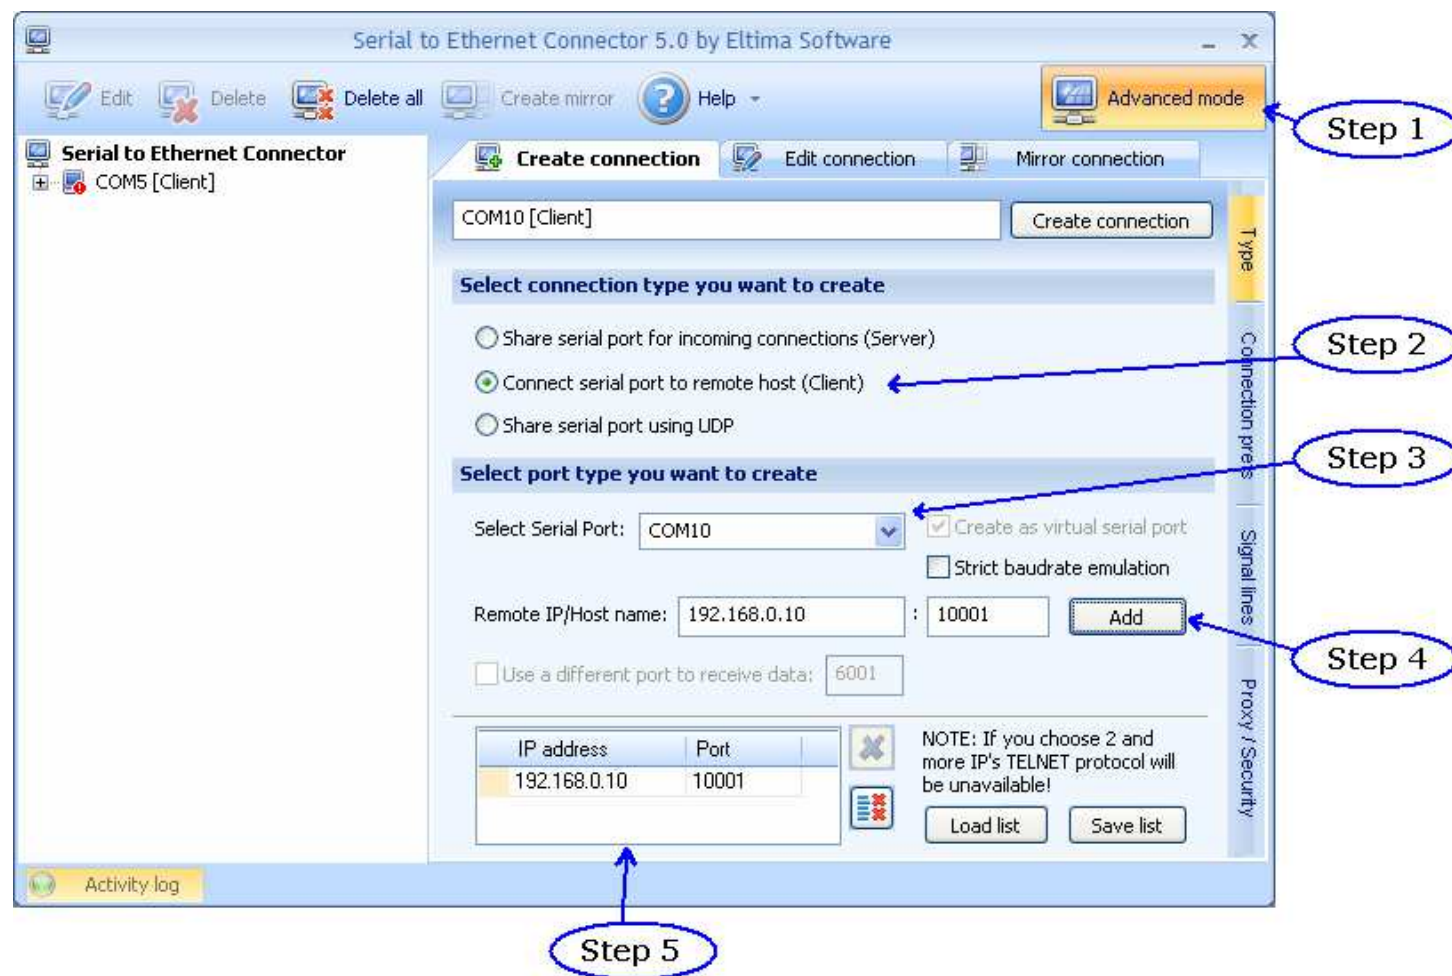 Serial to Ethernet Connector 5.0 by Eltima Software
Edit
Delete
Delete all
Create mirror
Help
Advanced mode
Step 1
Serial to Ethernet Connector
COM5 [Client]
Create connection
Edit connection
Mirror connection
COM10 [Client]
Create connection
Type
Select connection type you want to create
Share serial port for incoming connections (Server)
Connection prefs
Step 2
Connect serial port to remote host (Client)
Share serial port using UDP
Select port type you want to create
Step 3
Select Serial Port:
COM10
Create as virtual serial port
Strict baudrate emulation
Signal lines
Remote IP/Host name:
192.168.0.10
:
10001
Add
Step 4
Use a different port to receive data:
6001
Proxy / Security
IP address
Port
192.168.0.10
10001
NOTE: If you choose 2 and
more IP's TELNET protocol will
be unavailable!
Load list
Save list
Activity log
Step 5